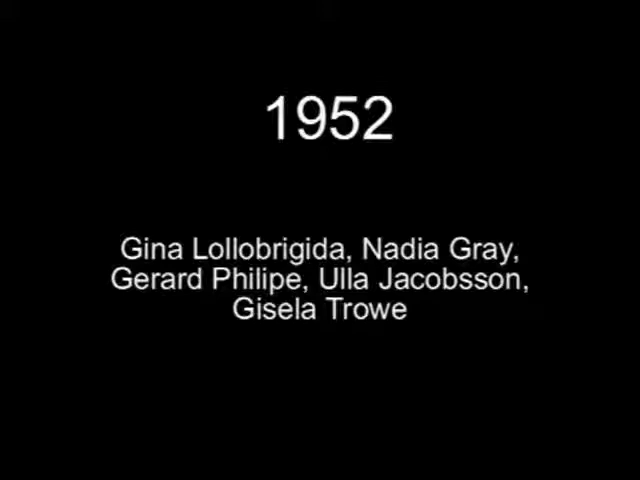 1952
Gina Lollobrigida, Nadia Gray,
Gerard Philipe, Ulla Jacobsson,
Gisela Trowe